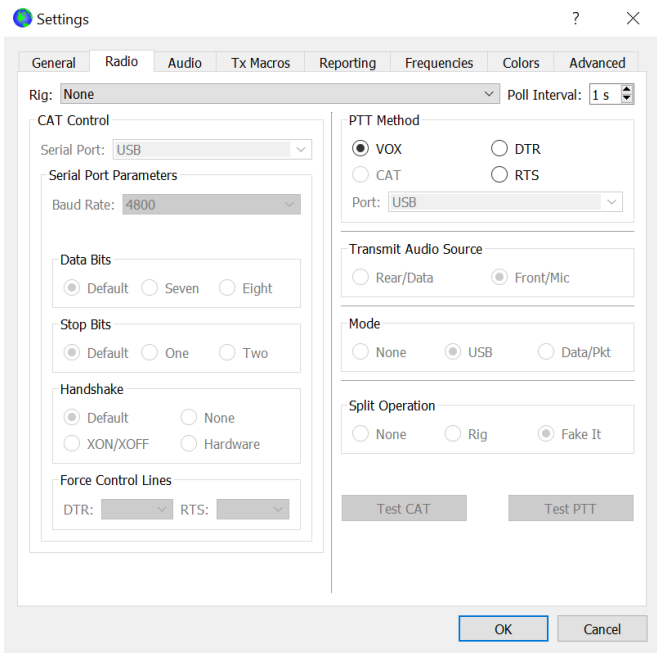 Settings
General Radio Audio Tx Macros Reporting Frequencies Colors Advanced
Rig: None Poll Interval: 1 s
CAT Control
Serial Port: USB
Serial Port Parameters
Baud Rate: 4800
Data Bits
Default Seven Eight
Stop Bits
Default One Two
Handshake
Default None
XON/XOFF Hardware
Force Control Lines
DTR: RTS:
PTT Method
VOX DTR
CAT RTS
Port: USB
Transmit Audio Source
Rear/Data Front/Mic
Mode
None USB Data/Pkt
Split Operation
None Rig Fake It
Test CAT Test PTT
OK Cancel